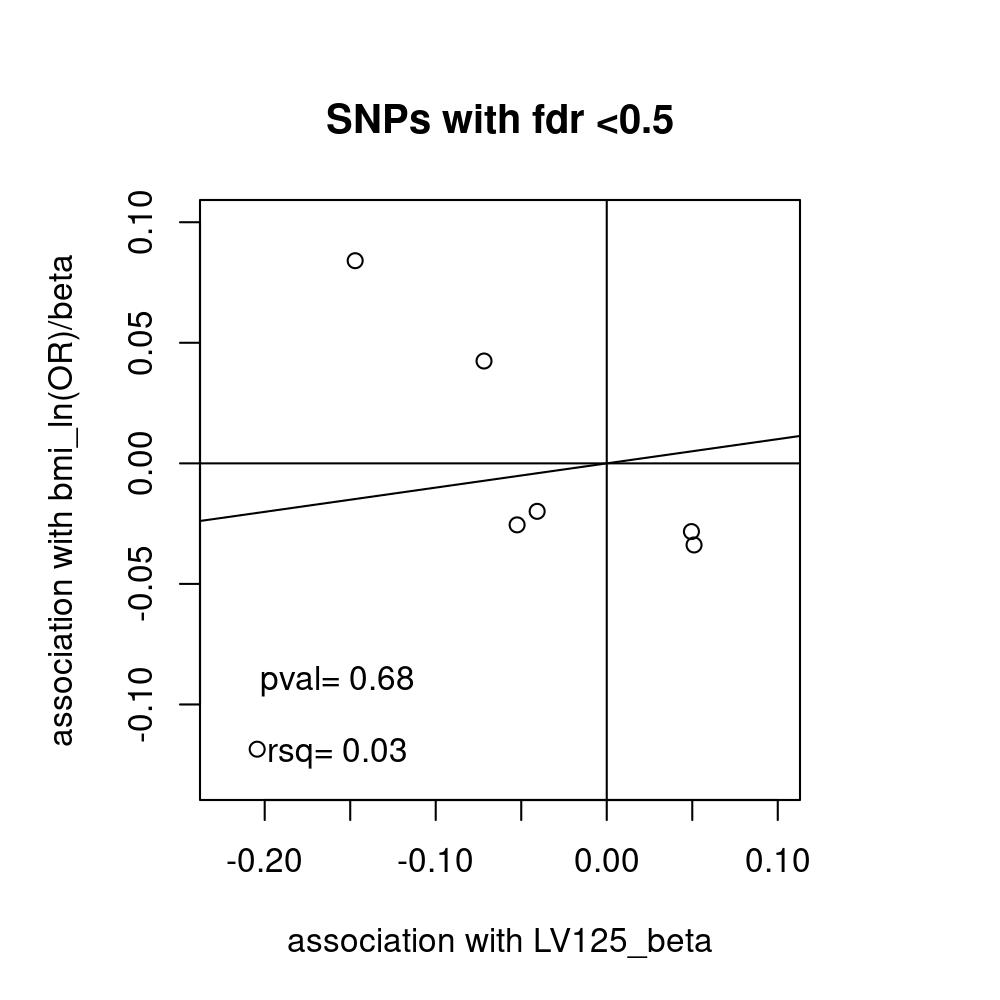 SNPs with fdr <0.5
association with bmi_ln(OR)/beta
0.10
0.05
0.00
-0.05
-0.10
pval= 0.68
rsq= 0.03
-0.20
-0.10
0.00
0.10
association with LV125_beta